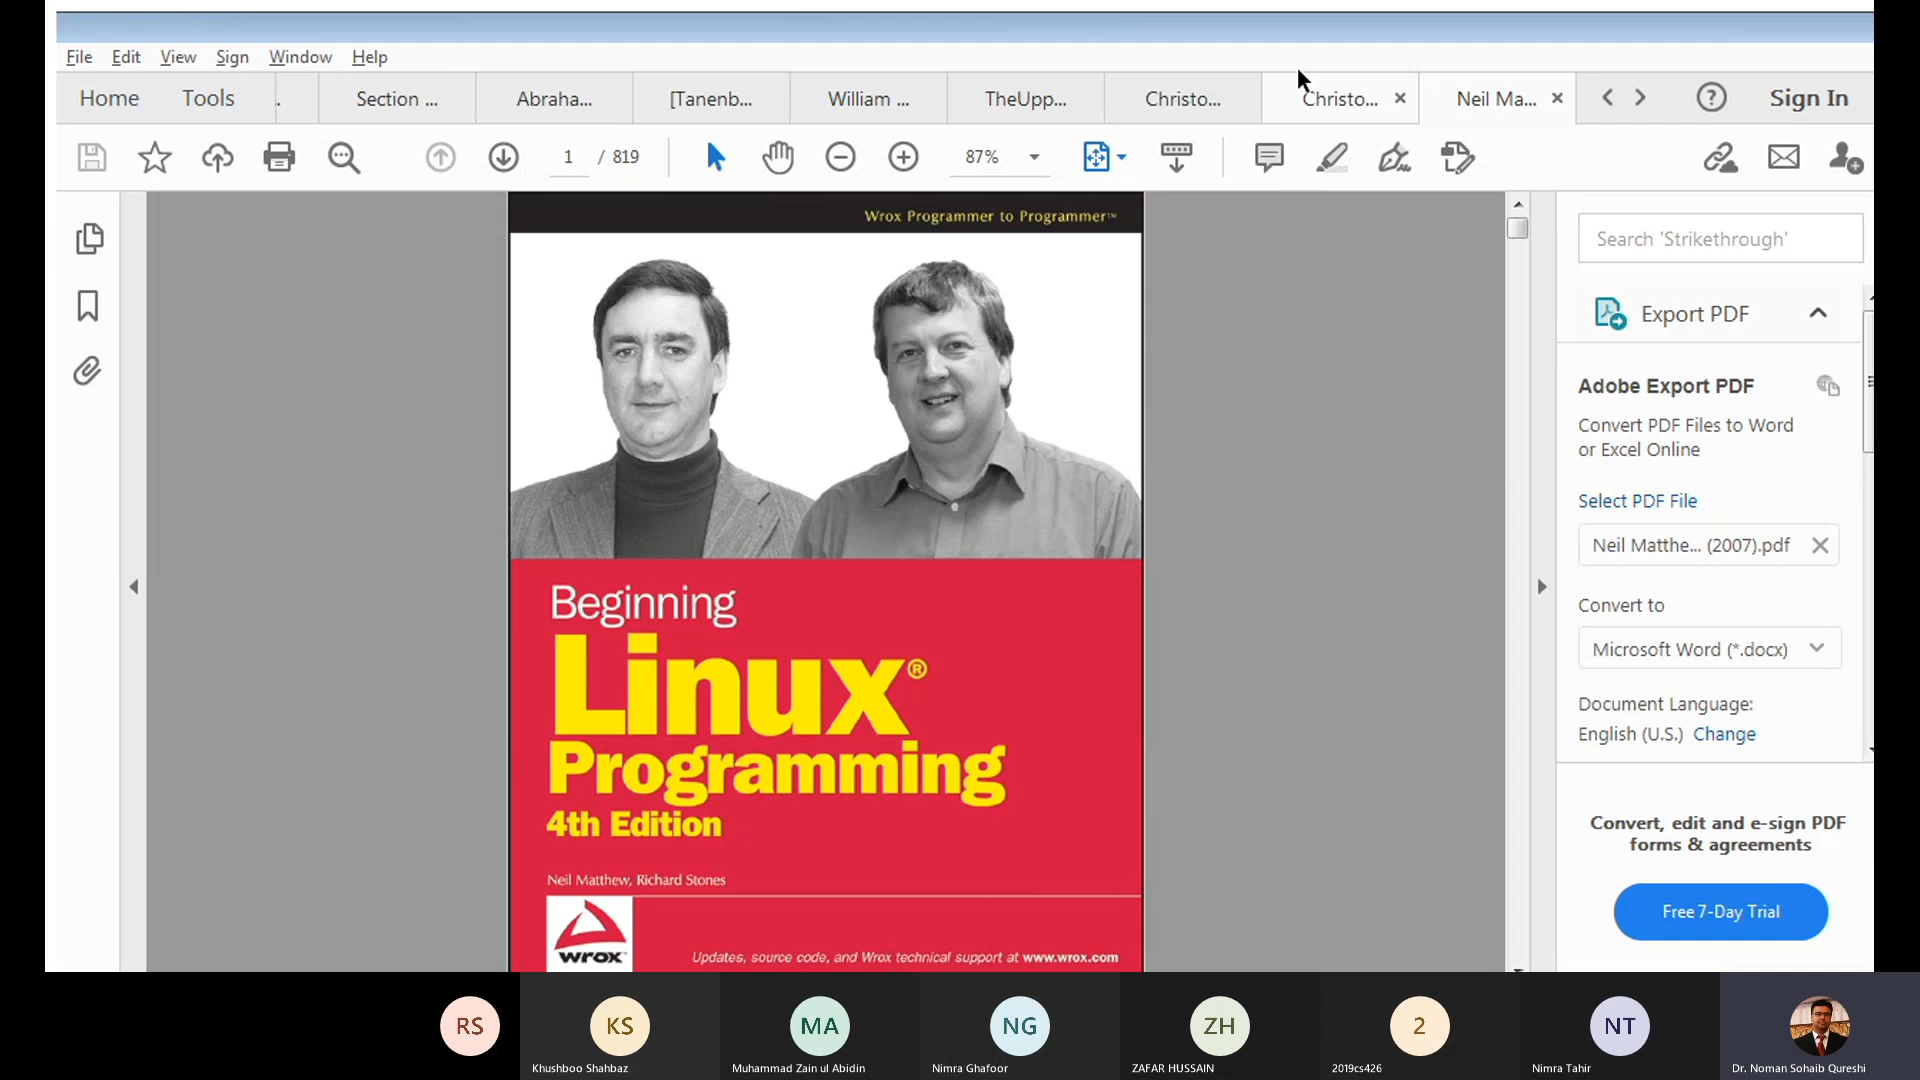 File Edit View Sign Window Help
Home Tools . Section ... Abraha... [Tanenb... William ... TheUpp... Christo... Christo... Neil Ma... Sign In
1 / 819 87%
Wrox Programmer to Programmer™
Search 'Strikethrough'
Export PDF
Adobe Export PDF
Convert PDF Files to Word
or Excel Online
Select PDF File
Neil Matthe... (2007).pdf
Convert to
Microsoft Word (*.docx)
Document Language:
English (U.S.) Change
Convert, edit and e-sign PDF
forms & agreements
Free 7-Day Trial
Beginning
Linux®
Programming
4th Edition
Neil Matthew, Richard Stones
wrox™
Updates, source code, and Wrox technical support at www.wrox.com
RS KS MA NG ZH 2 NT
Khushboo Shahbaz Muhammad Zain ul Abidin Nimra Ghafoor ZAFAR HUSSAIN 2019cs426 Nimra Tahir Dr. Noman Sohaib Qureshi